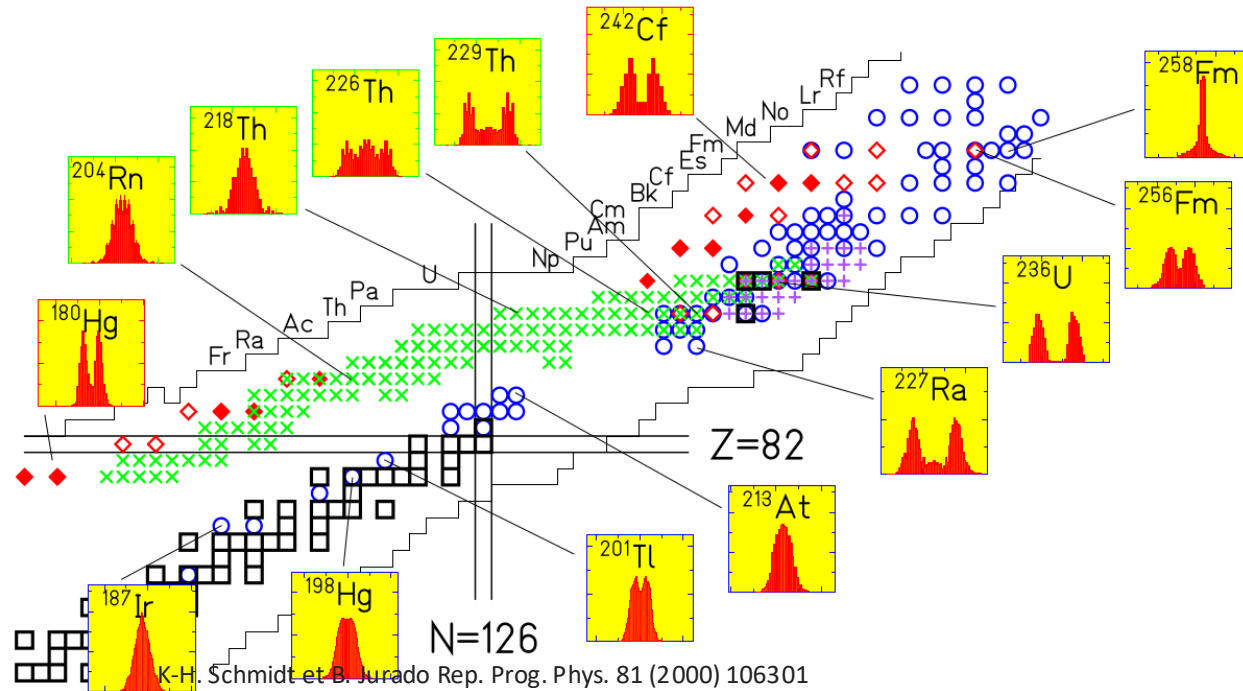 ²⁴²Cf
²²⁹Th
²²⁶Th
²¹⁸Th
²⁰⁴Rn
¹⁸⁰Hg
²⁵⁸Fm
²⁵⁶Fm
²³⁶U
²²⁷Ra
²¹³At
²⁰¹Tl
¹⁹⁸Hg
¹⁸⁷Ir
Rf
Lr
No
Md
Fm
Es
Cf
Bk
Cm
Am
Pu
Np
U
Pa
Th
Ac
Ra
Fr
Z=82
N=126
K-H. Schmidt et B. Jurado Rep. Prog. Phys. 81 (2000) 106301